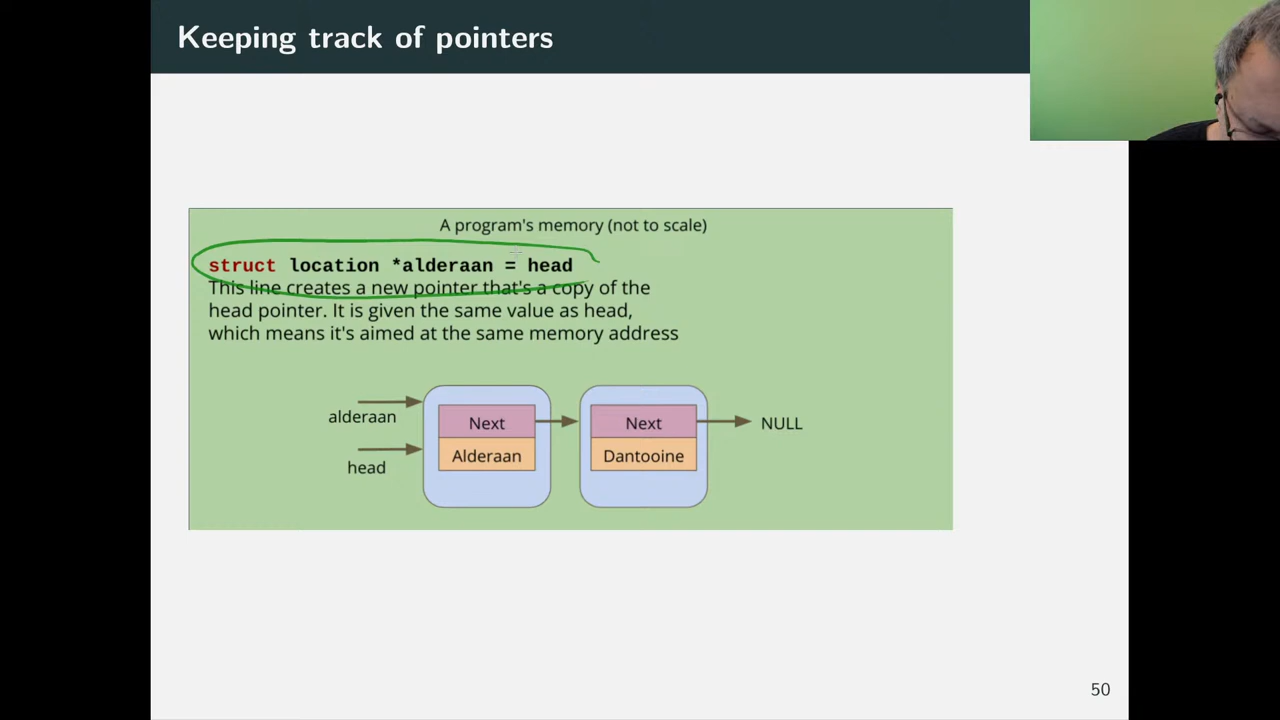 Keeping track of pointers
A program's memory (not to scale)
struct location *alderaan = head
This line creates a new pointer that's a copy of the
head pointer. It is given the same value as head,
which means it's aimed at the same memory address
alderaan
head
Next
Alderaan
Next
Dantooine
NULL
50